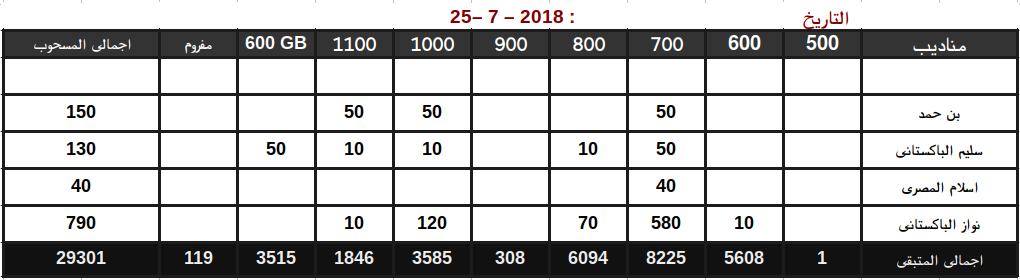 التاريخ : 25– 7 – 2018
مناديب 500 600 700 800 900 1000 1100 600 GB مفروم اجمالى المسحوب
بن حمد 50 50 50 150
سليم الباكستانى 50 10 10 10 50 130
اسلام المصرى 40 40
نواز الباكستانى 10 580 70 120 10 790
اجمالى المتبقى 1 5608 8225 6094 308 3585 1846 3515 119 29301